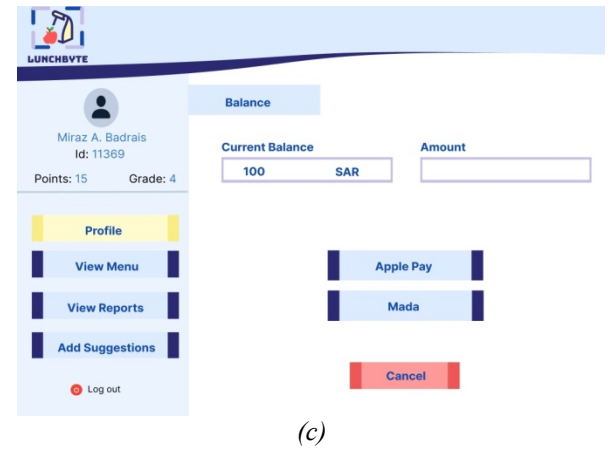 LUNCHBYTE
Miraz A. Badrais
Id: 11369
Points: 15 Grade: 4
Profile
View Menu
View Reports
Add Suggestions
Log out
Balance
Current Balance Amount
100 SAR
Apple Pay
Mada
Cancel
(c)